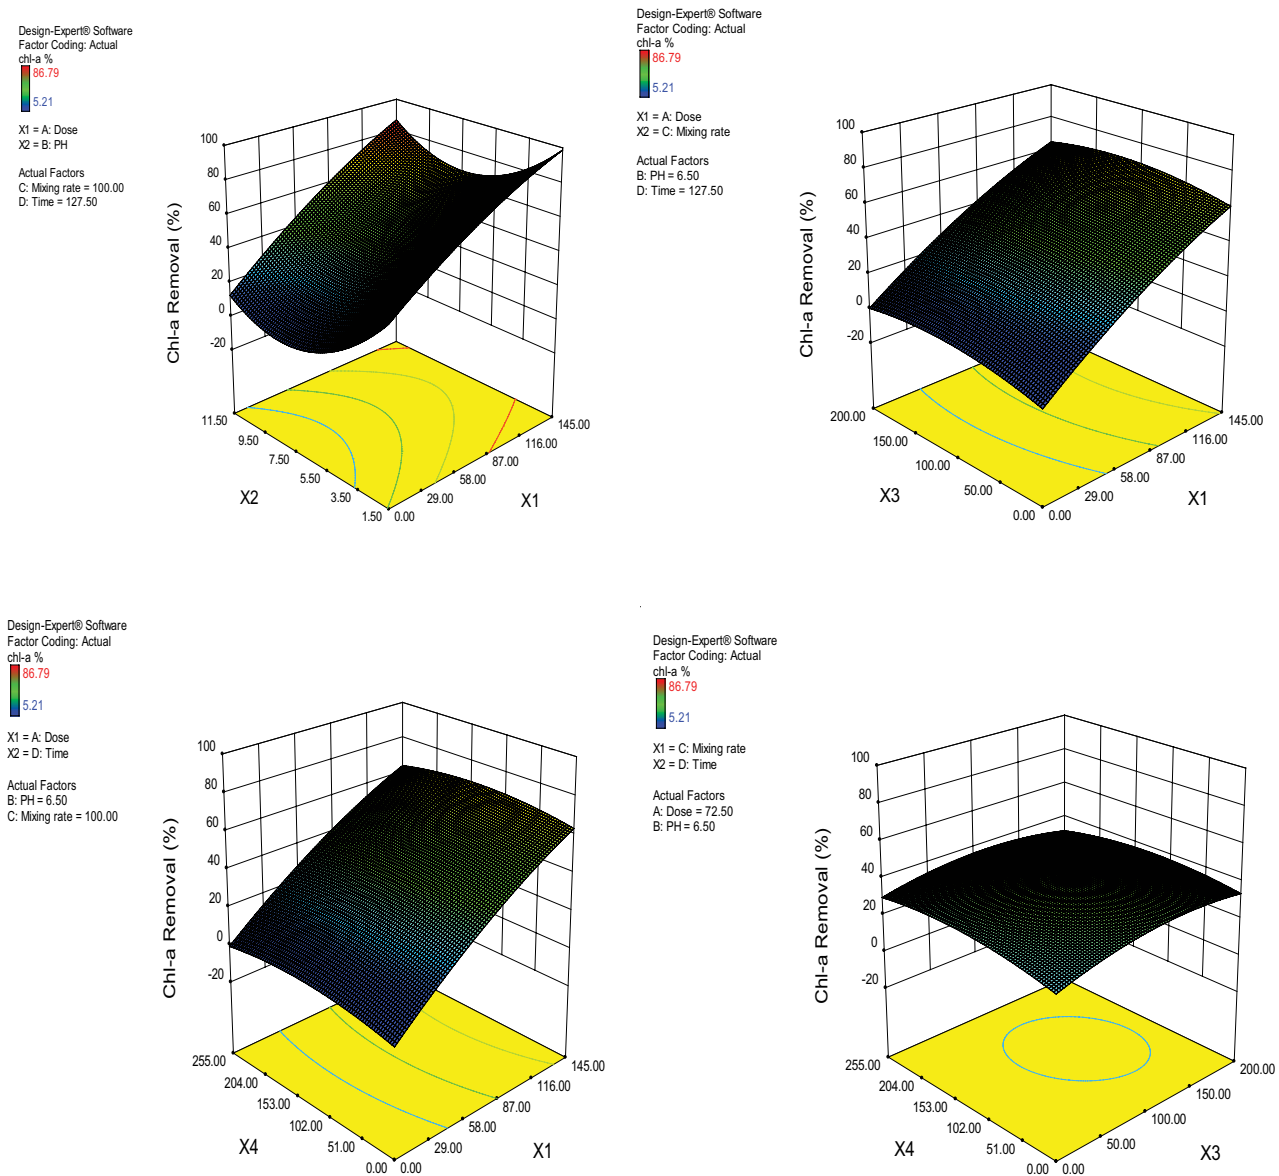 Design-Expert® Software
Factor Coding: Actual
chl-a %
86.79
5.21
X1 = A: Dose
X2 = B: PH
Actual Factors
C: Mixing rate = 100.00
D: Time = 127.50
100
80
60
40
20
0
-20
Chl-a Removal (%)
11.50
9.50
7.50
5.50
3.50
1.50
X2
0.00
29.00
58.00
87.00
116.00
145.00
X1
Design-Expert® Software
Factor Coding: Actual
chl-a %
86.79
5.21
X1 = A: Dose
X2 = C: Mixing rate
Actual Factors
B: PH = 6.50
D: Time = 127.50
100
80
60
40
20
0
-20
Chl-a Removal (%)
200.00
150.00
100.00
50.00
0.00
X3
0.00
29.00
58.00
87.00
116.00
145.00
X1
Design-Expert® Software
Factor Coding: Actual
chl-a %
86.79
5.21
X1 = A: Dose
X2 = D: Time
Actual Factors
B: PH = 6.50
C: Mixing rate = 100.00
100
80
60
40
20
0
-20
Chl-a Removal (%)
255.00
204.00
153.00
102.00
51.00
0.00
X4
0.00
29.00
58.00
87.00
116.00
145.00
X1
Design-Expert® Software
Factor Coding: Actual
chl-a %
86.79
5.21
X1 = C: Mixing rate
X2 = D: Time
Actual Factors
A: Dose = 72.50
B: PH = 6.50
100
80
60
40
20
0
-20
Chl-a Removal (%)
255.00
204.00
153.00
102.00
51.00
0.00
X4
0.00
50.00
100.00
150.00
200.00
X3